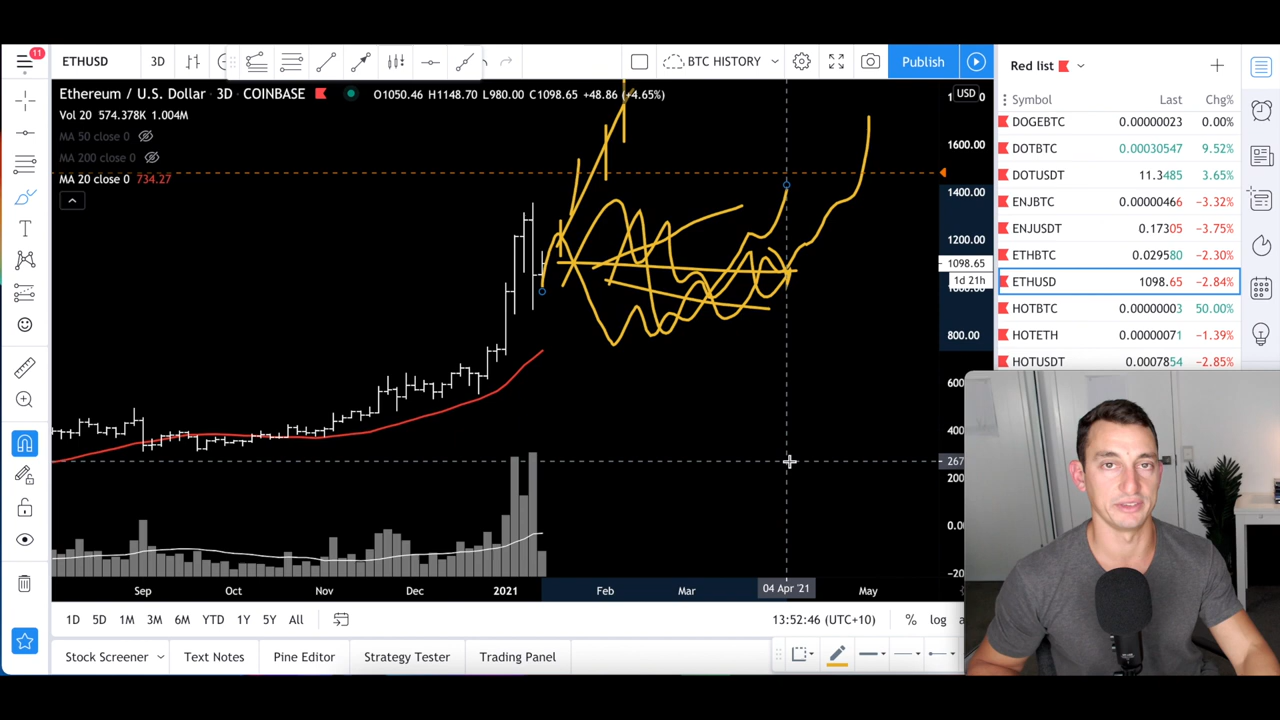 11
ETHUSD 3D BTC HISTORY Publish
Red list
Ethereum / U.S. Dollar · 3D · COINBASE O1050.46 H1148.70 L980.00 C1098.65 +48.86 (+4.65%)
USD
Vol 20 574.378K 1.004M
MA 50 close 0
MA 200 close 0
MA 20 close 0 734.27
1600.00
1400.00
1200.00
1098.65
1d 21h
800.00
400
267
200
0.00
-20
Symbol Last Chg%
DOGEBTC 0.00000023 0.00%
DOTBTC 0.00030547 9.52%
DOTUSDT 11.3485 3.65%
ENJBTC 0.00000466 −3.32%
ENJUSDT 0.17305 −3.75%
ETHBTC 0.029580 −2.30%
ETHUSD 1098.65 −2.84%
HOTBTC 0.00000003 50.00%
HOTETH 0.00000071 −1.39%
HOTUSDT 0.0007854 −2.85%
Sep Oct Nov Dec 2021 Feb Mar 04 Apr '21 May
1D 5D 1M 3M 6M YTD 1Y 5Y All 13:52:46 (UTC+10) % log
Stock Screener Text Notes Pine Editor Strategy Tester Trading Panel